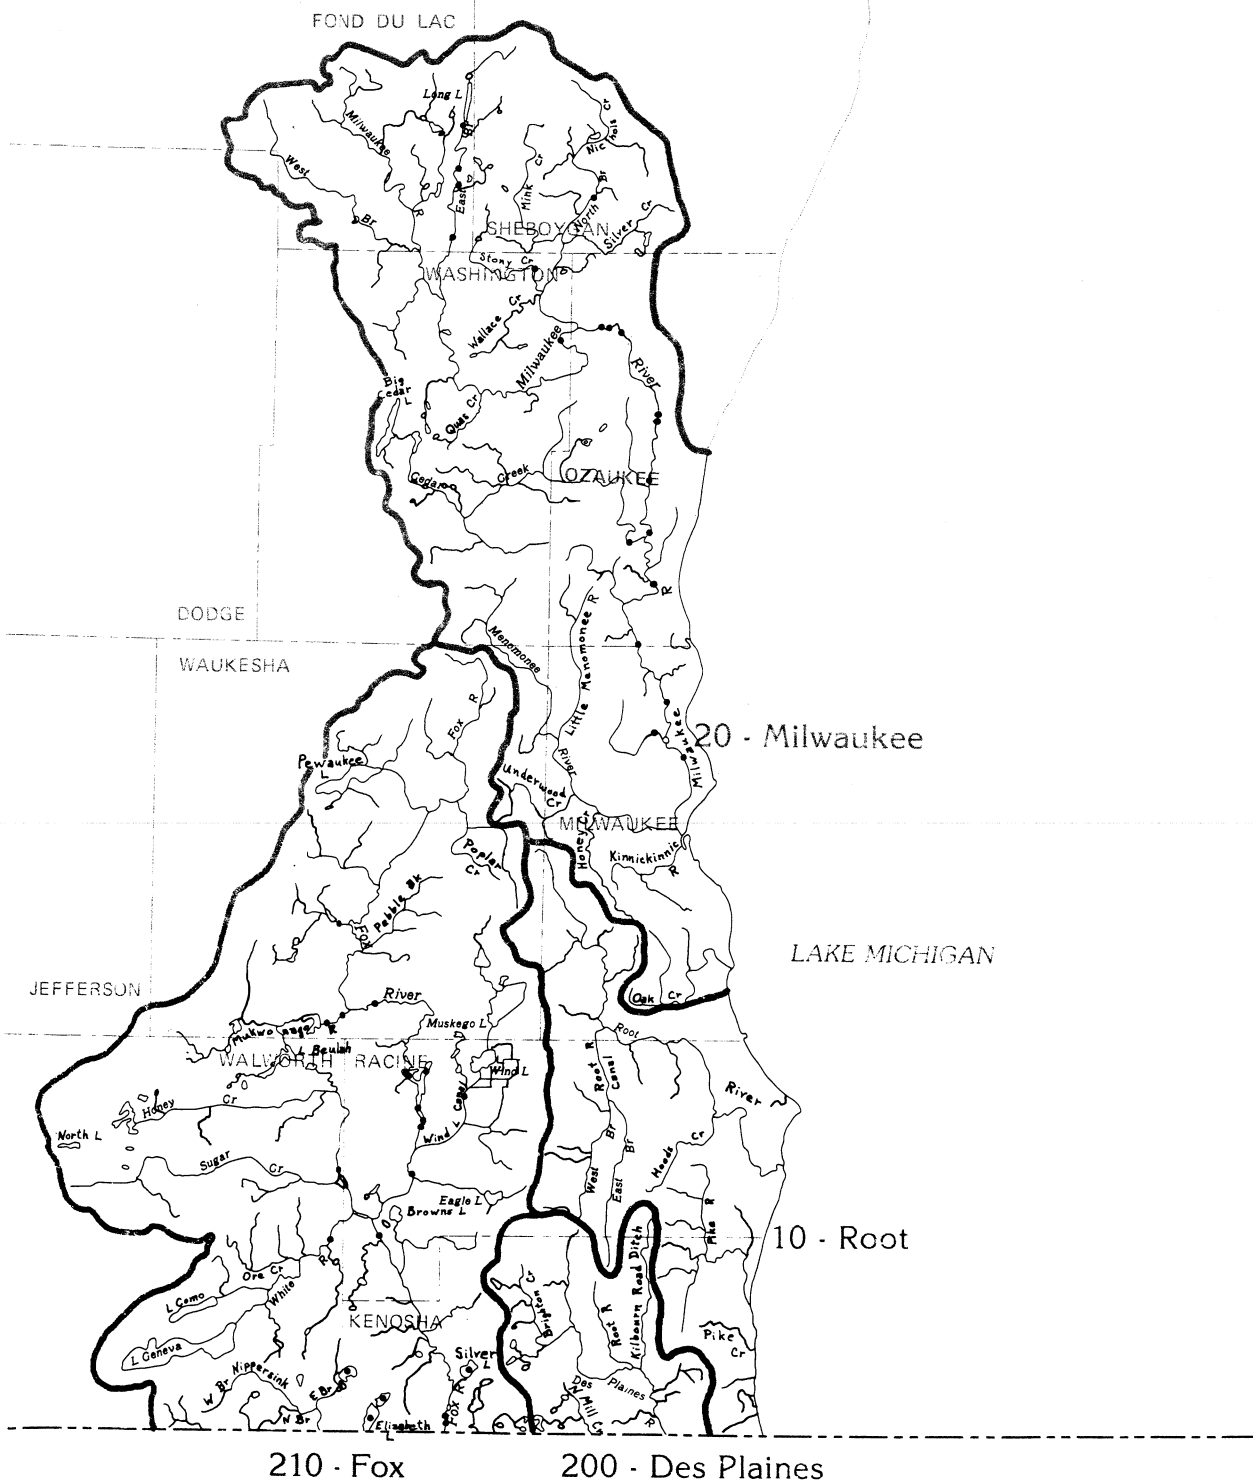 FOND DU LAC
Long L
Milwaukee
R
West
Br
East
Br
Mink Cr
Nichols Cr
North Br
Silver Cr
SHEBOYGAN
Stony Cr
WASHINGTON
Wallace Cr
Milwaukee
River
Big
Cedar
L
Quas Cr
Cedar Creek
OZAUKEE
R
DODGE
WAUKESHA
Menomonee
River
Little Menomonee R
Fox R
Milwaukee
20 - Milwaukee
Pewaukee
L
Underwood
Cr
MILWAUKEE
Honey Cr
Kinnickinnic
R
Poplar
Cr
Pebble Bk
Fox
LAKE MICHIGAN
JEFFERSON
River
Oak Cr
Mukwonago R
Muskego L
Root
L Beulah
WALWORTH
RACINE
Wind L
Root R
Canal
River
Honey Cr
Wind L Canal
North L
Sugar Cr
West Br
East Br
Hoods Cr
Eagle L
Browns L
Pike R
10 - Root
Ore Cr
White
R
L Como
Brighton Cr
Root R
Kilbourn Road Ditch
KENOSHA
Pike
Cr
L Geneva
Silver
L
Nippersink
W Br
E Br
N Br
Fox R
Elizabeth
L
Des Plaines
R
N Mill Cr
210 - Fox
200 - Des Plaines